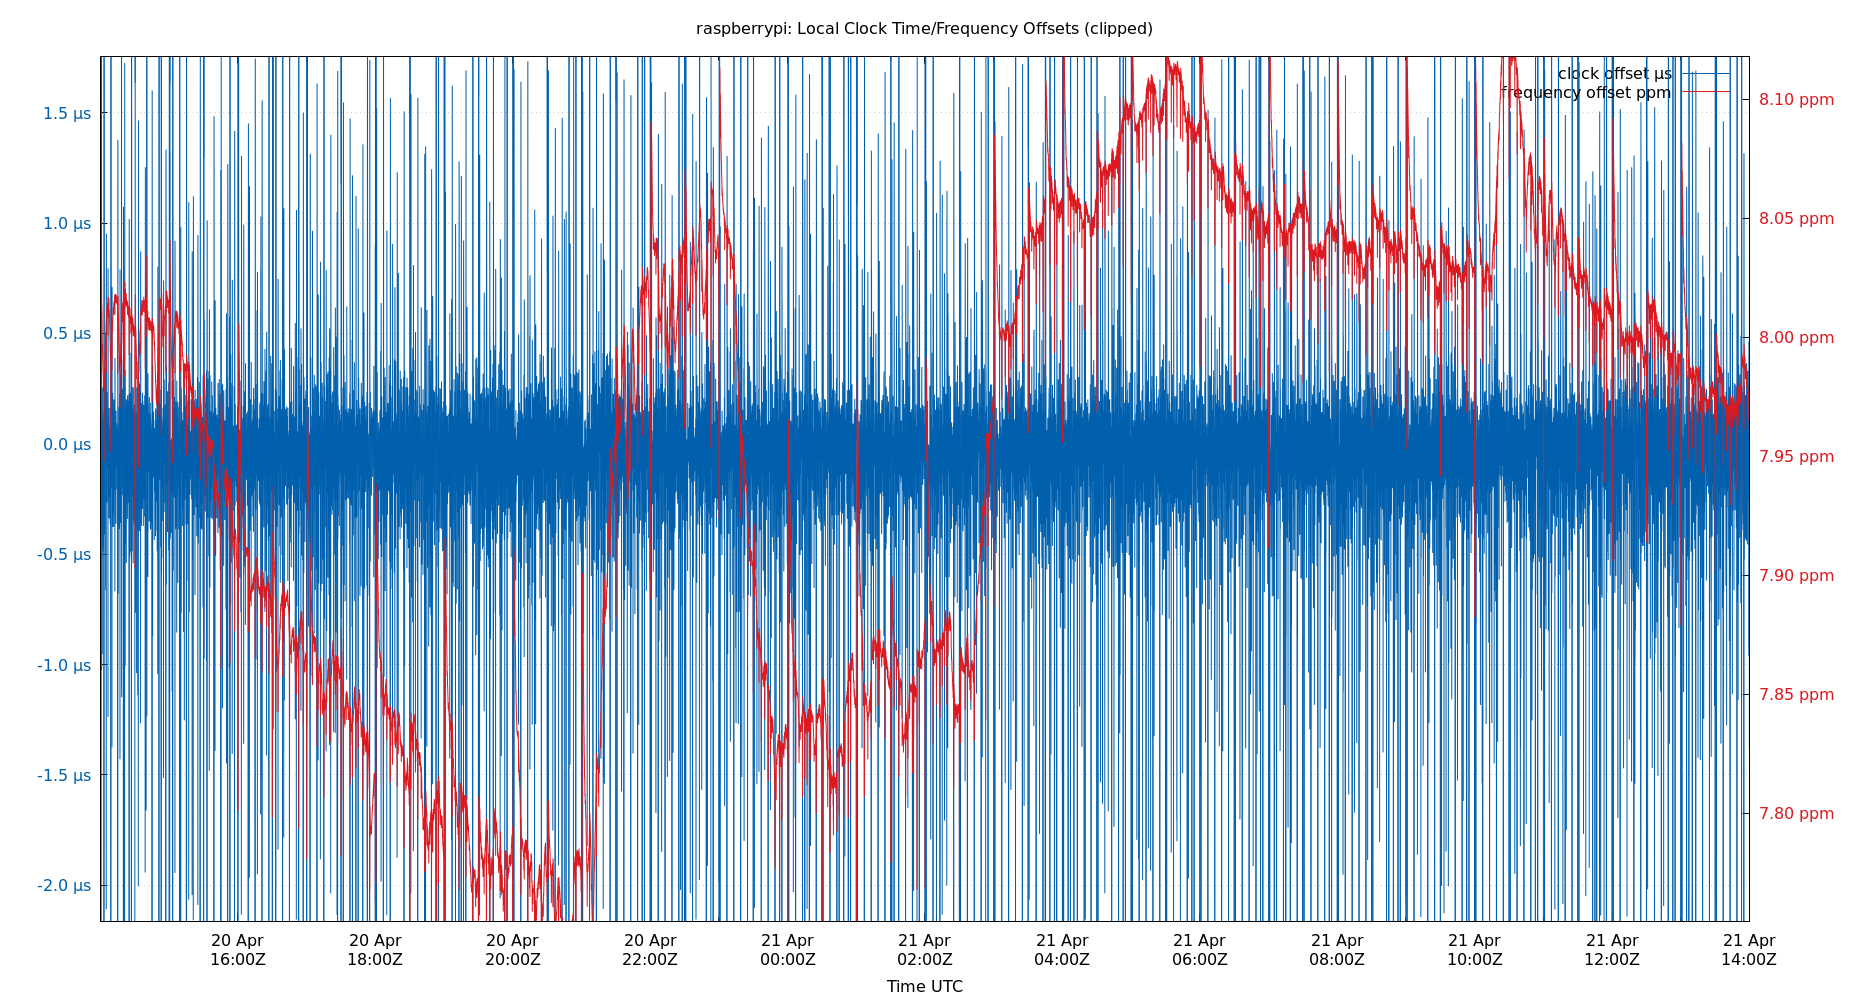 raspberrypi: Local Clock Time/Frequency Offsets (clipped)
clock offset µs
frequency offset ppm
1.5 µs
1.0 µs
0.5 µs
0.0 µs
-0.5 µs
-1.0 µs
-1.5 µs
-2.0 µs
8.10 ppm
8.05 ppm
8.00 ppm
7.95 ppm
7.90 ppm
7.85 ppm
7.80 ppm
20 Apr
16:00Z
20 Apr
18:00Z
20 Apr
20:00Z
20 Apr
22:00Z
21 Apr
00:00Z
21 Apr
02:00Z
21 Apr
04:00Z
21 Apr
06:00Z
21 Apr
08:00Z
21 Apr
10:00Z
21 Apr
12:00Z
21 Apr
14:00Z
Time UTC